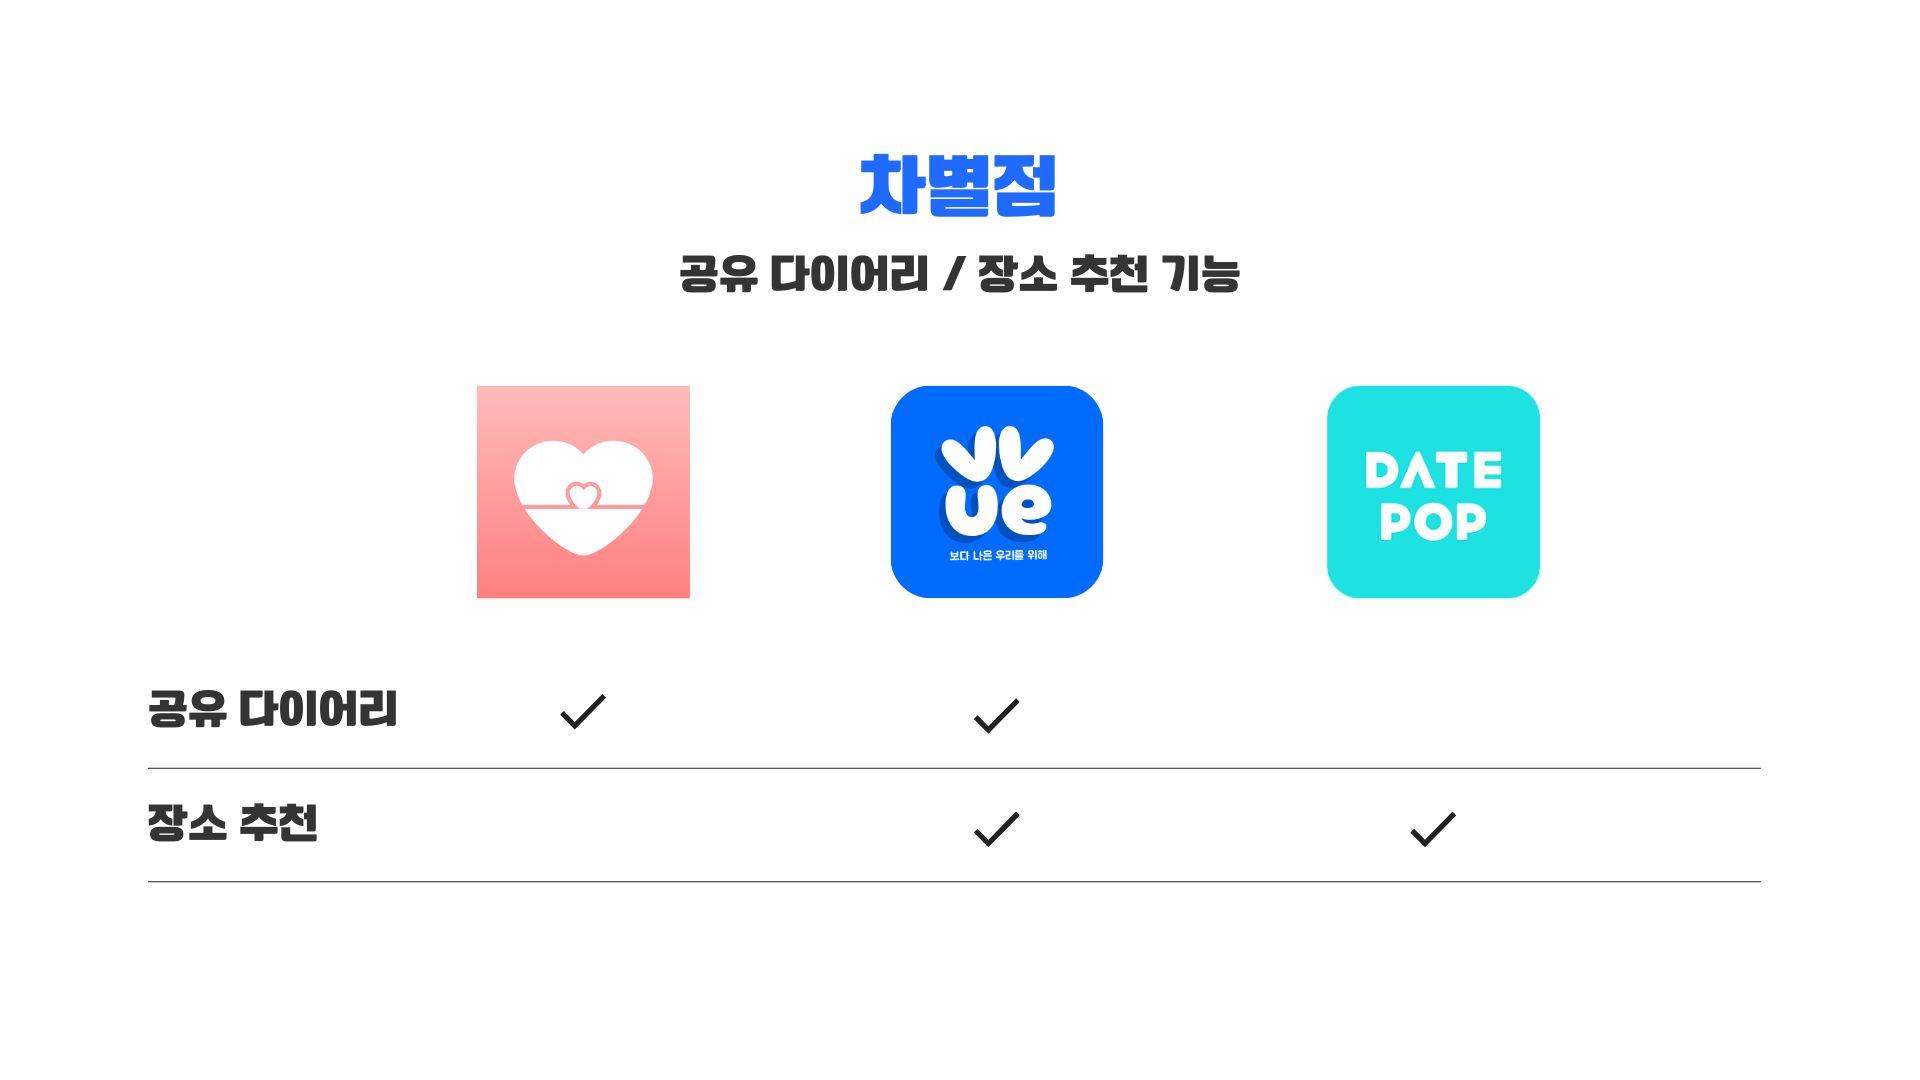 차별점
공유 다이어리 / 장소 추천 기능
ue
보다 나은 우리를 위해
DATE
POP
공유 다이어리
장소 추천